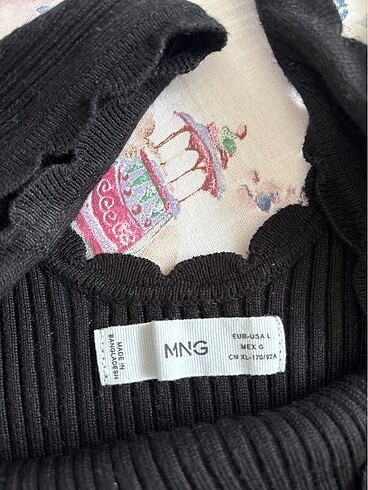 MADE IN
BANGLADESH
MNG
EUR-USA L
MEX G
CN XL-170/92A